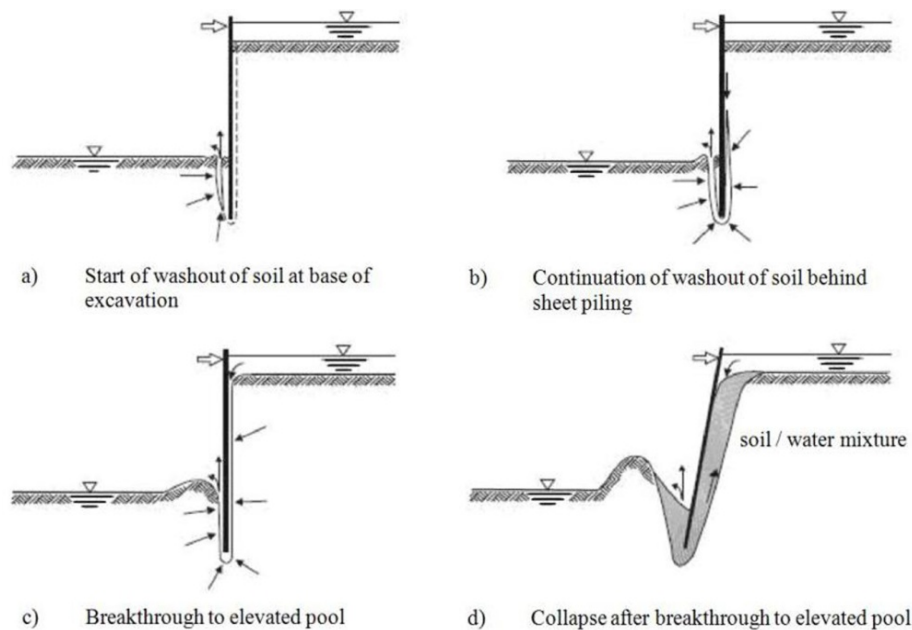 a) Start of washout of soil at base of
excavation
b) Continuation of washout of soil behind
sheet piling
soil / water mixture
c) Breakthrough to elevated pool
d) Collapse after breakthrough to elevated pool